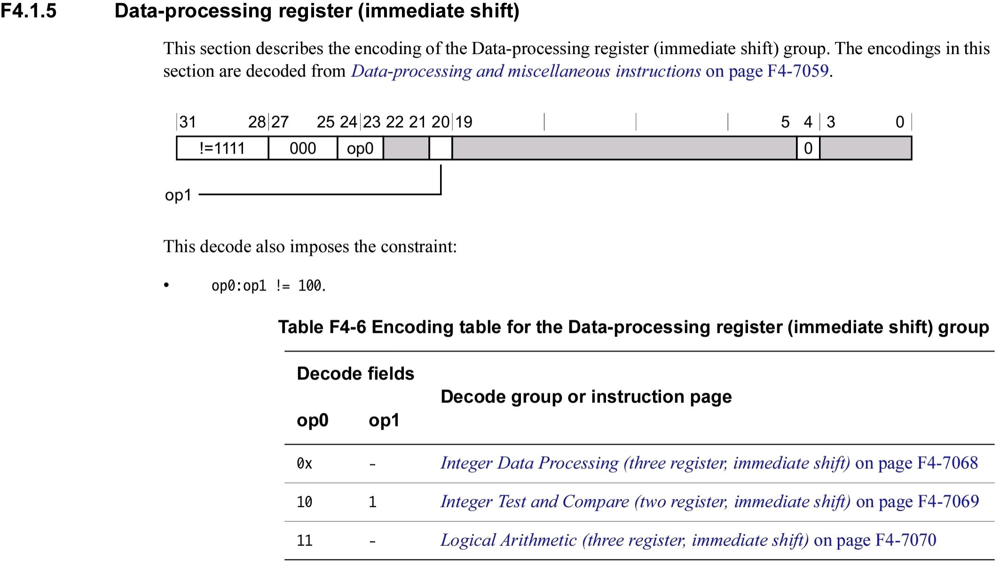 F4.1.5 Data-processing register (immediate shift)
This section describes the encoding of the Data-processing register (immediate shift) group. The encodings in this
section are decoded from Data-processing and miscellaneous instructions on page F4-7059.
31 28 27 25 24 23 22 21 20 19 5 4 3 0
!=1111 000 op0 0
op1
This decode also imposes the constraint:
• op0:op1 != 100.
Table F4-6 Encoding table for the Data-processing register (immediate shift) group
Decode fields
Decode group or instruction page
op0 op1
0x - Integer Data Processing (three register, immediate shift) on page F4-7068
10 1 Integer Test and Compare (two register, immediate shift) on page F4-7069
11 - Logical Arithmetic (three register, immediate shift) on page F4-7070